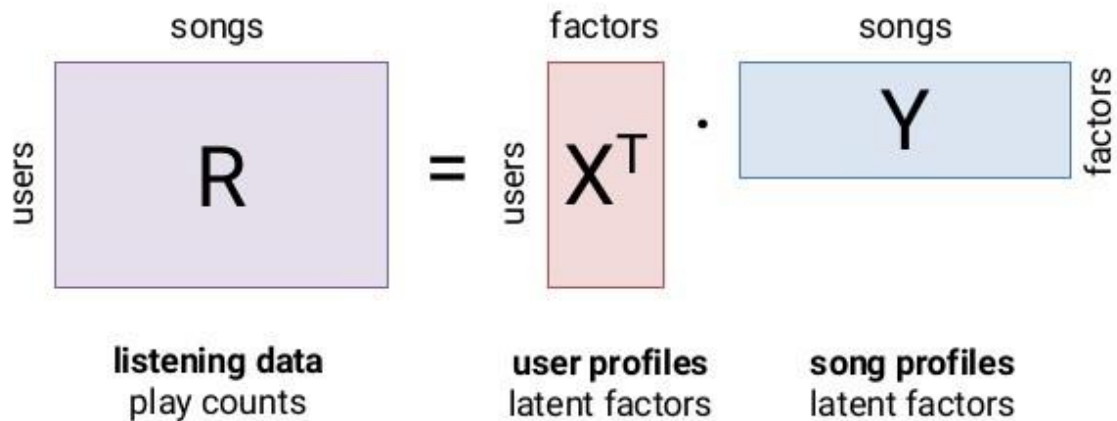 songs
factors
songs
users
R
=
users
X^T
·
Y
factors
listening data
play counts
user profiles
latent factors
song profiles
latent factors